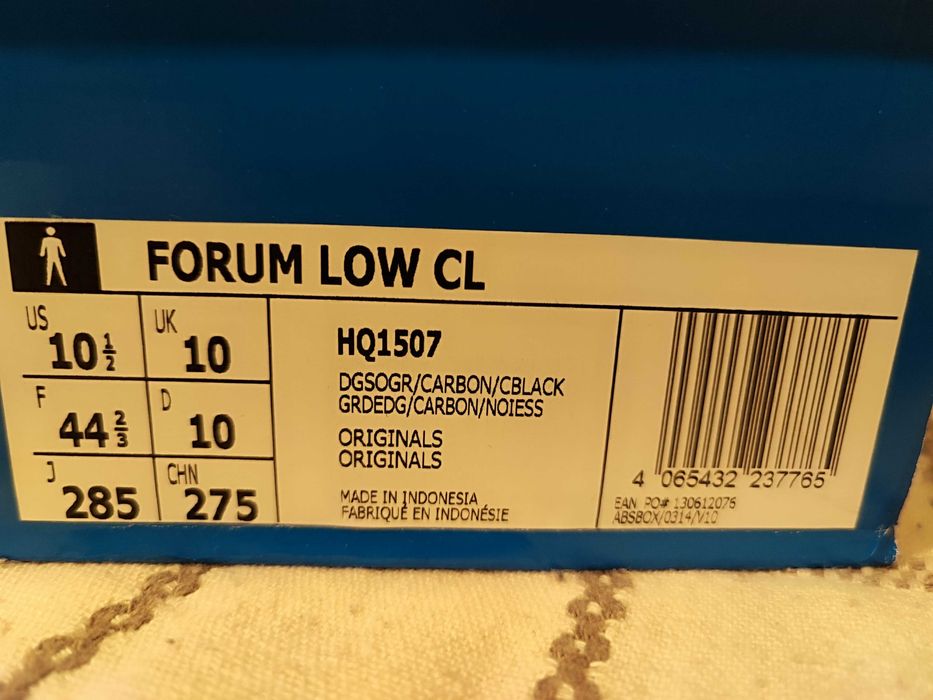 FORUM LOW CL
US 10 1/2 UK 10
F 44 2/3 D 10
J 285 CHN 275
HQ1507
DGSOGR/CARBON/CBLACK
GRDEDG/CARBON/NOIESS
ORIGINALS
ORIGINALS
MADE IN INDONESIA
FABRIQUÉ EN INDONÉSIE
4 065432 237765
EAN PO# 130612076
ABSBOX/0314/V10